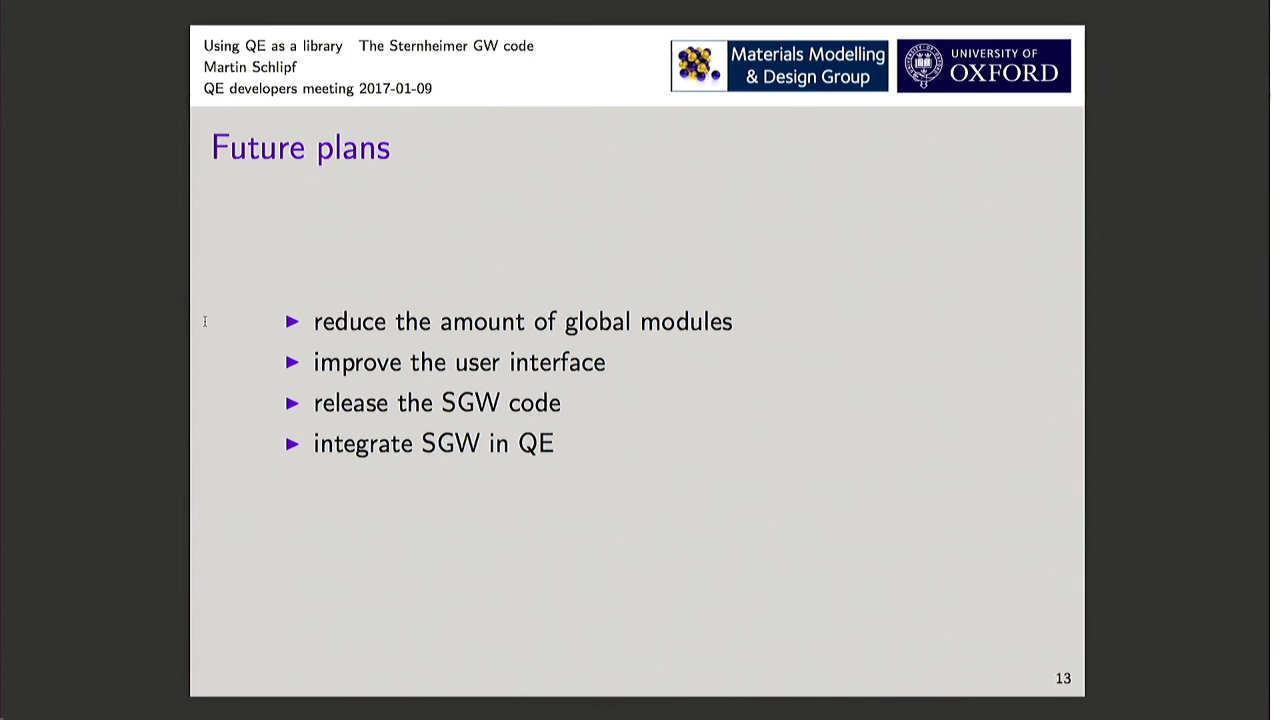 Using QE as a library The Sternheimer GW code
Martin Schlipf
QE developers meeting 2017-01-09
Materials Modelling
& Design Group
UNIVERSITY OF
OXFORD
Future plans
reduce the amount of global modules
improve the user interface
release the SGW code
integrate SGW in QE
13